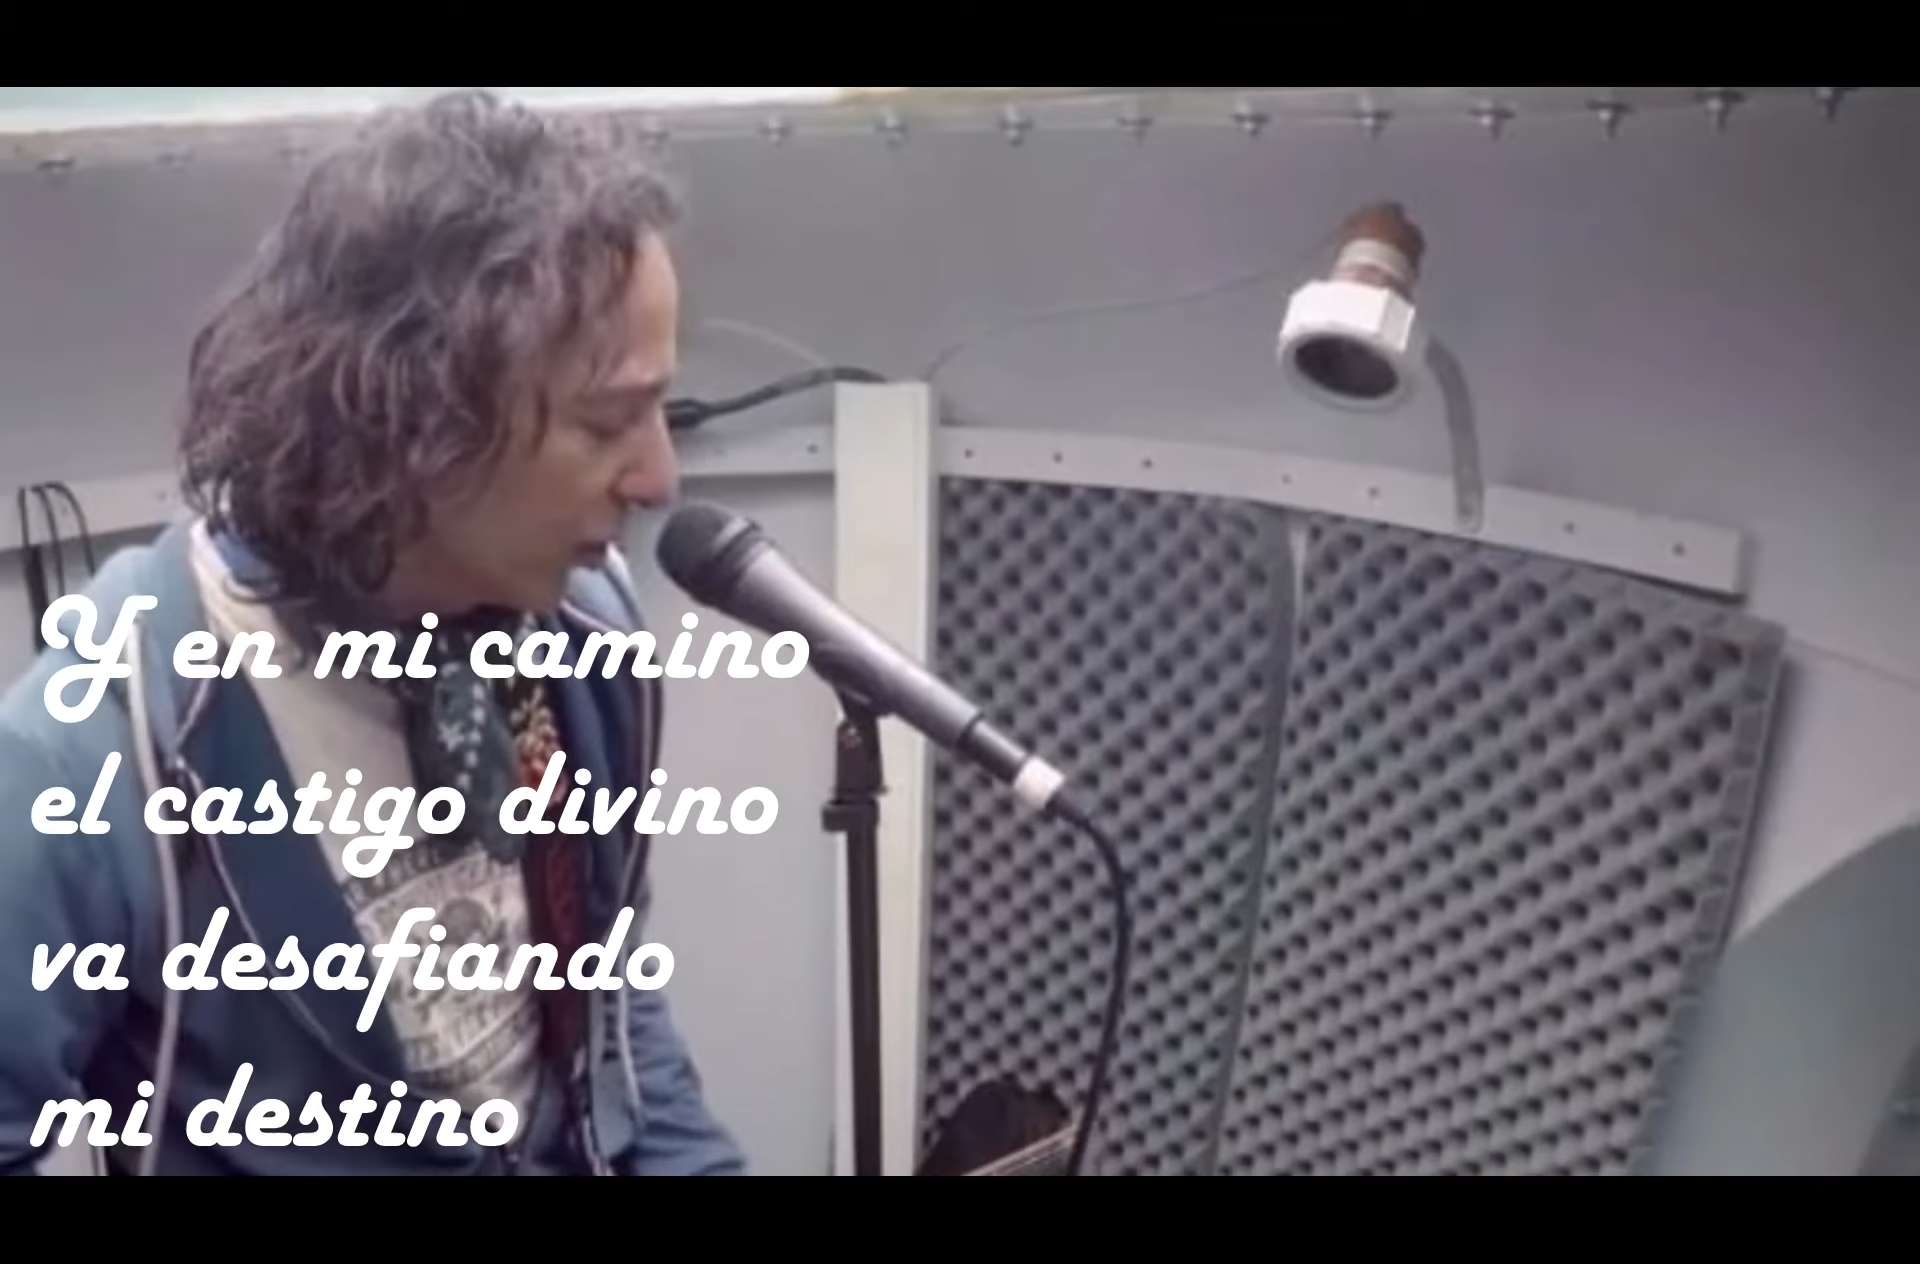 Y en mi camino
el castigo divino
va desafiando
mi destino